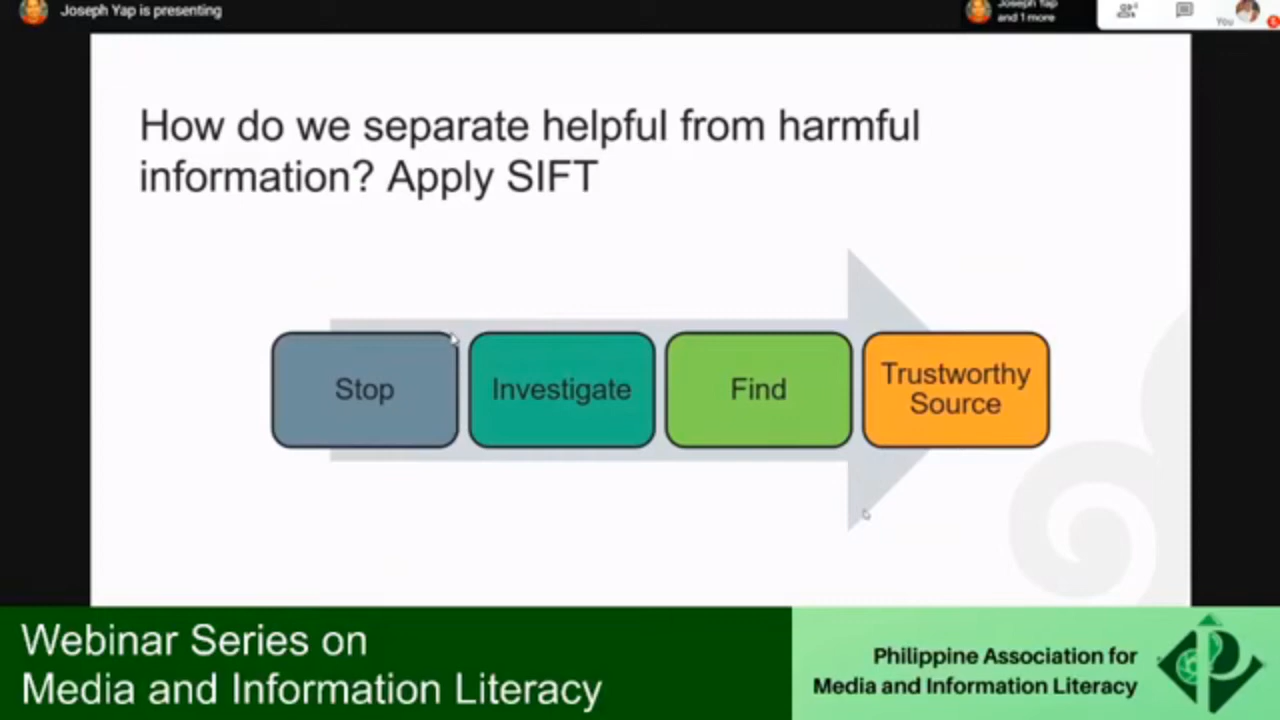 Joseph Yap is presenting
Joseph Yap
and 1 more
You
How do we separate helpful from harmful
information? Apply SIFT
Stop
Investigate
Find
Trustworthy
Source
Webinar Series on
Media and Information Literacy
Philippine Association for
Media and Information Literacy